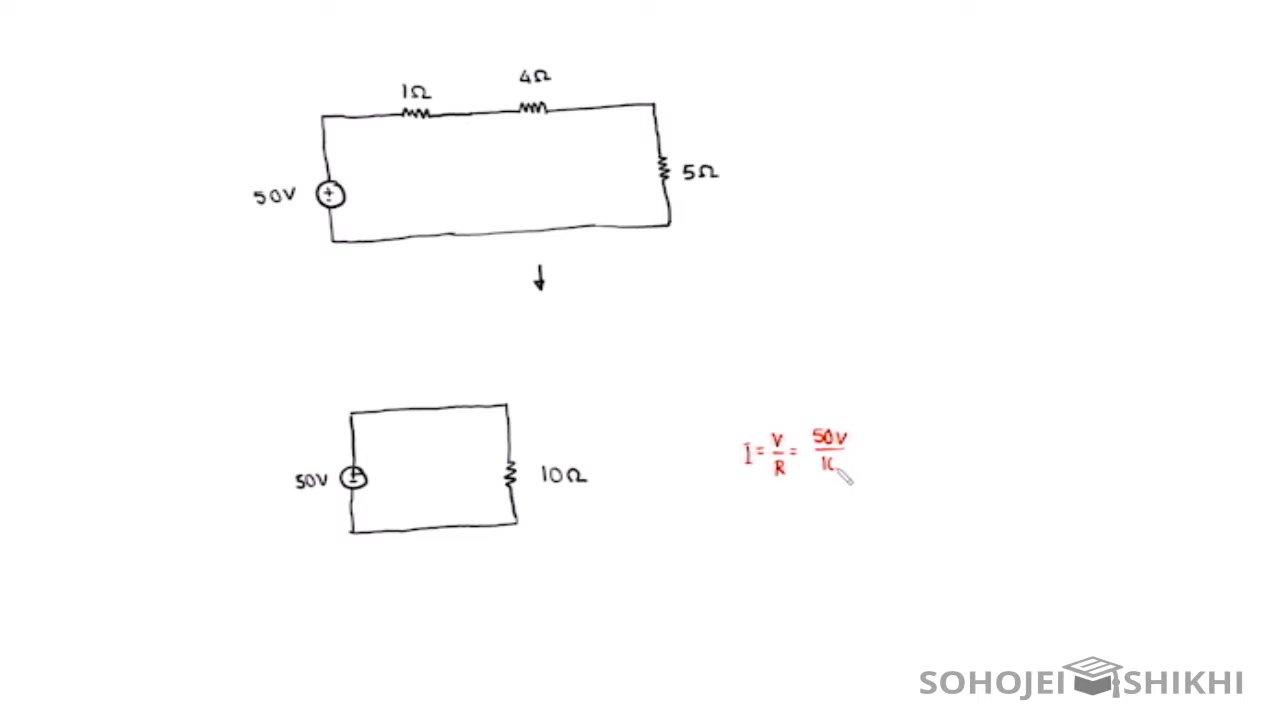 1Ω
4Ω
5Ω
50V
50V
10Ω
I = V/R = 50V/10
SOHOJEI SHIKHI